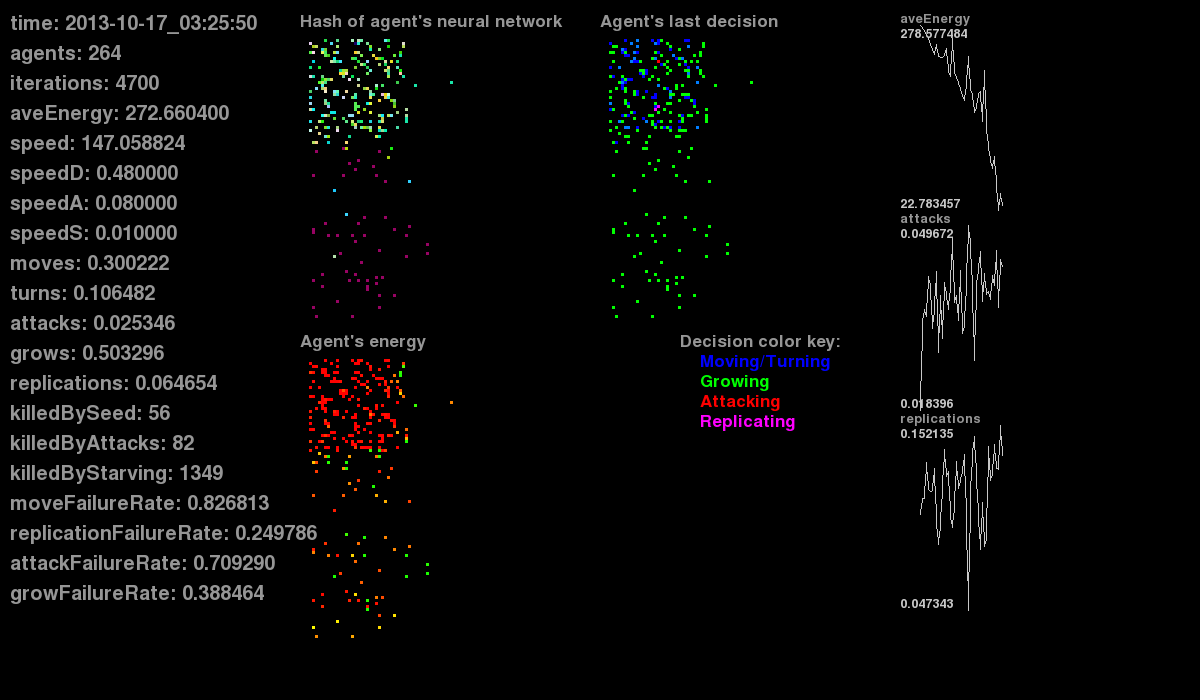 time: 2013-10-17_03:25:50
agents: 264
iterations: 4700
aveEnergy: 272.660400
speed: 147.058824
speedD: 0.480000
speedA: 0.080000
speedS: 0.010000
moves: 0.300222
turns: 0.106482
attacks: 0.025346
grows: 0.503296
replications: 0.064654
killedBySeed: 56
killedByAttacks: 82
killedByStarving: 1349
moveFailureRate: 0.826813
replicationFailureRate: 0.249786
attackFailureRate: 0.709290
growFailureRate: 0.388464
Hash of agent's neural network
Agent's last decision
Agent's energy
Decision color key:
Moving/Turning
Growing
Attacking
Replicating
aveEnergy
278.577484
22.783457
attacks
0.049672
0.018396
replications
0.152135
0.047343